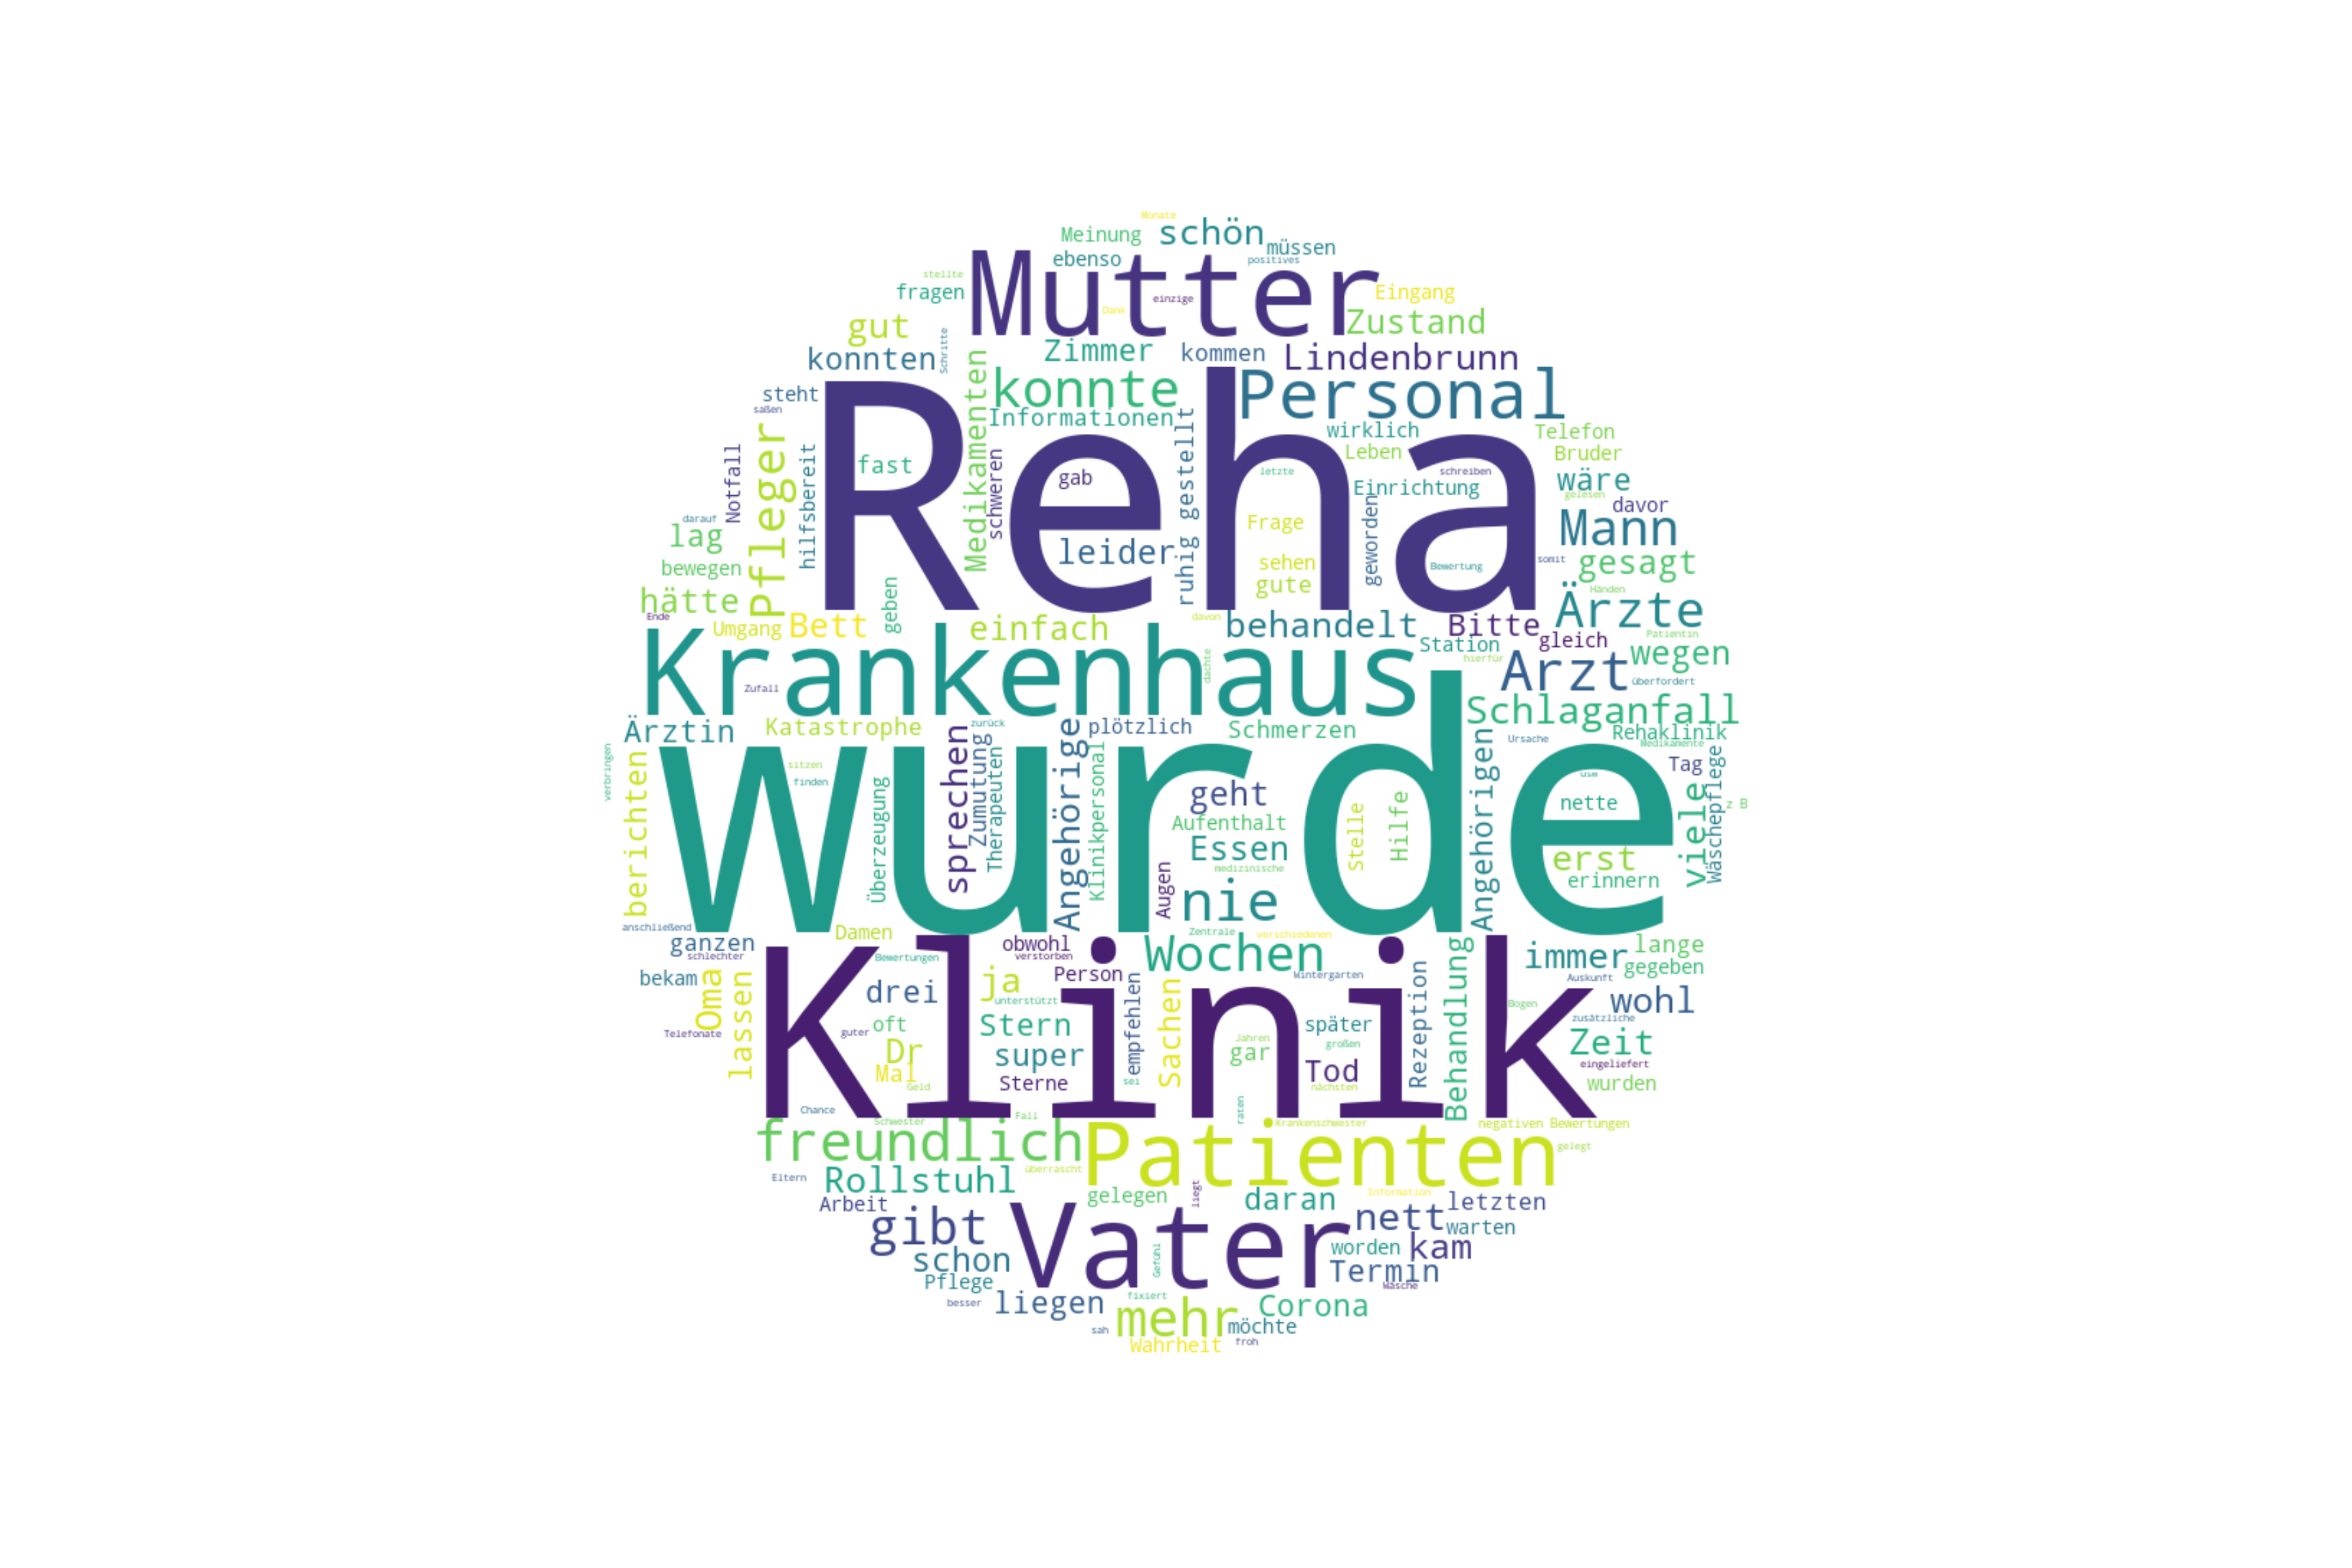 Monate
Meinung schön müssen
ebenso positives
stellte Mutter
fragen einzige Eingang
Dank
gut Zustand
Schritte
konnten Zimmer kommen Lindenbrunn
steht Medikamenten konnte Personal
saßen Informationen
Reha
Pfleger wirklich Telefon
Notfall hilfsbereit fast schweren gab ruhig gestellt letzte Leben schreiben Bruder
Einrichtung wäre
gelesen
darauf davor
lag leider Frage geworden Mann
bewegen sehen Bewertung somit gesagt
hätte geben gute Händen
Ärzte
Ende Umgang Bett einfach davon behandelt Bitte
Patientin
Krankenhaus Station gleich
dachte hierfür Arzt wegen
Zufall überfordert
Schlaganfall
Ärztin Katastrophe zurück plötzlich Schmerzen Rehaklinik
Ursache Medikamente
wurde
verbringen berichten sitzen sprechen Zumutung Angehörige Angehörigen Tag Wäschepflege
finden Therapeuten Klinikpersonal usw
Überzeugung geht nette viele z B
Aufenthalt Stelle Hilfe
Essen erst
medizinische
Augen nie erinnern
anschließend Damen Zentrale verschiedenen
ganzen obwohl Wochen immer lange
schlechter Bewertungen verstorben gegeben
bekam Person Wintergarten Auskunft
Klinik
Oma lassen drei ja empfehlen Sachen Rezeption Behandlung wohl
unterstützt Bogen
zusätzliche
Telefonate guter oft Stern später Zeit
Dr super Jahren großen
gar
Mal Tod eingeliefert
Geld Sterne sei nächsten wurden
Chance Fall raten
Schwester Krankenschwester negativen Bewertungen
freundlich Patienten
gelegt
überrascht
Eltern Rollstuhl gelegen liegt daran Information letzten
Arbeit
gibt Vater nett warten
schon Gefühl worden kam
Pflege Termin
fixiert Wäsche
besser liegen Corona
sah mehr möchte
Wahrheit froh